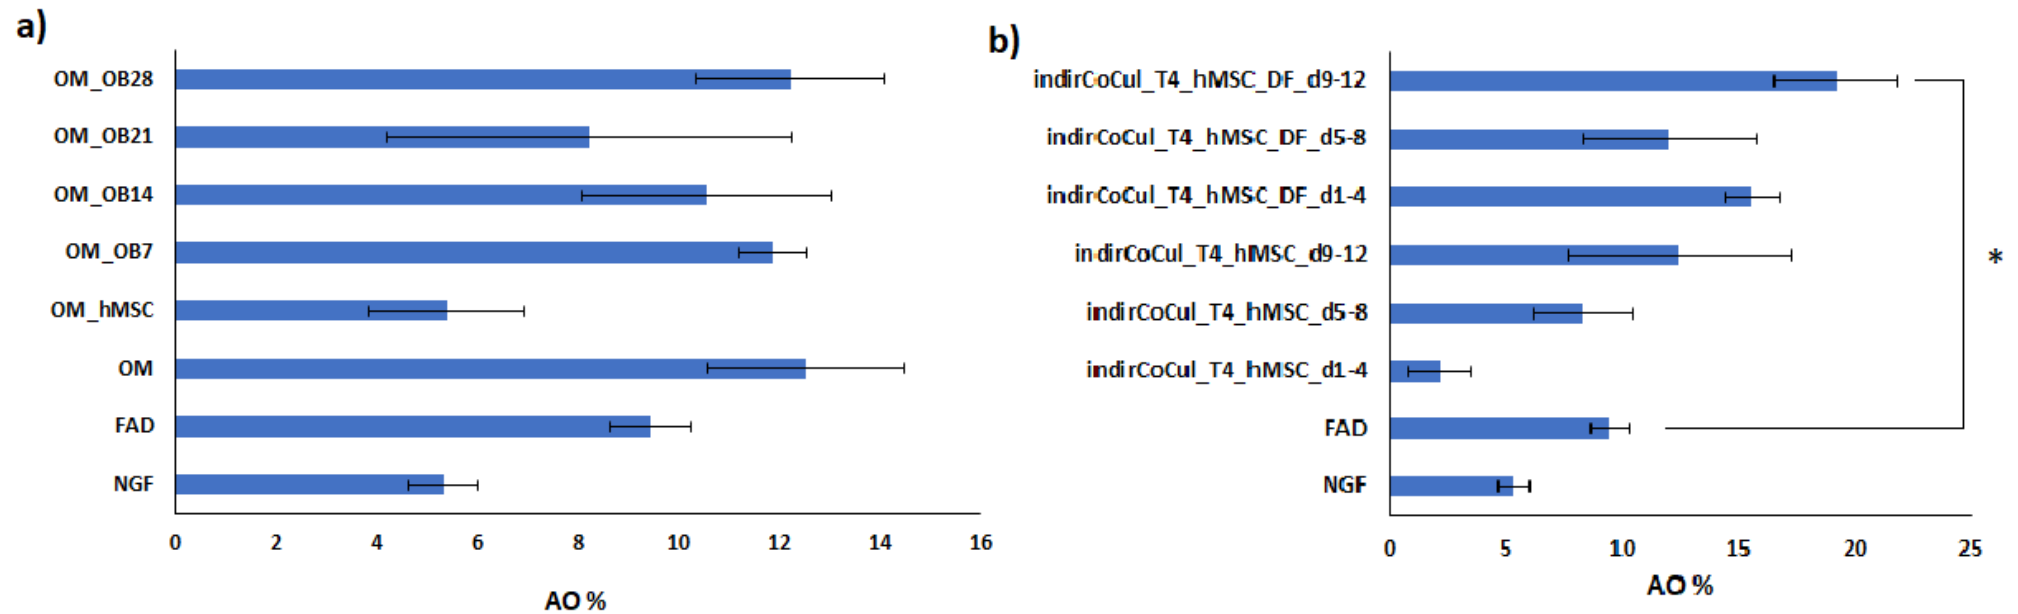 a)
OM_OB28
OM_OB21
OM_OB14
OM_OB7
OM_hMSC
OM
FAD
NGF
0 2 4 6 8 10 12 14 16
AO %
b)
indirCoCul_T4_hMSC_DF_d9-12
indirCoCul_T4_hMSC_DF_d5-8
indirCoCul_T4_hMSC_DF_d1-4
indirCoCul_T4_hMSC_d9-12
indirCoCul_T4_hMSC_d5-8
indirCoCul_T4_hMSC_d1-4
FAD
NGF
*
0 5 10 15 20 25
AO %